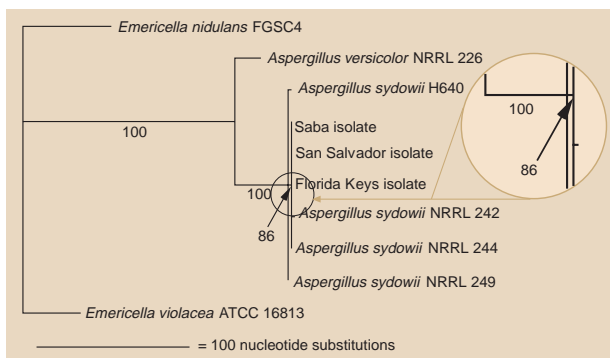 Emericella nidulans FGSC4
Aspergillus versicolor NRRL 226
Aspergillus sydowii H640
100
100
Saba isolate
San Salvador isolate
86
Florida Keys isolate
100
Aspergillus sydowii NRRL 242
86
Aspergillus sydowii NRRL 244
Aspergillus sydowii NRRL 249
Emericella violacea ATCC 16813
= 100 nucleotide substitutions